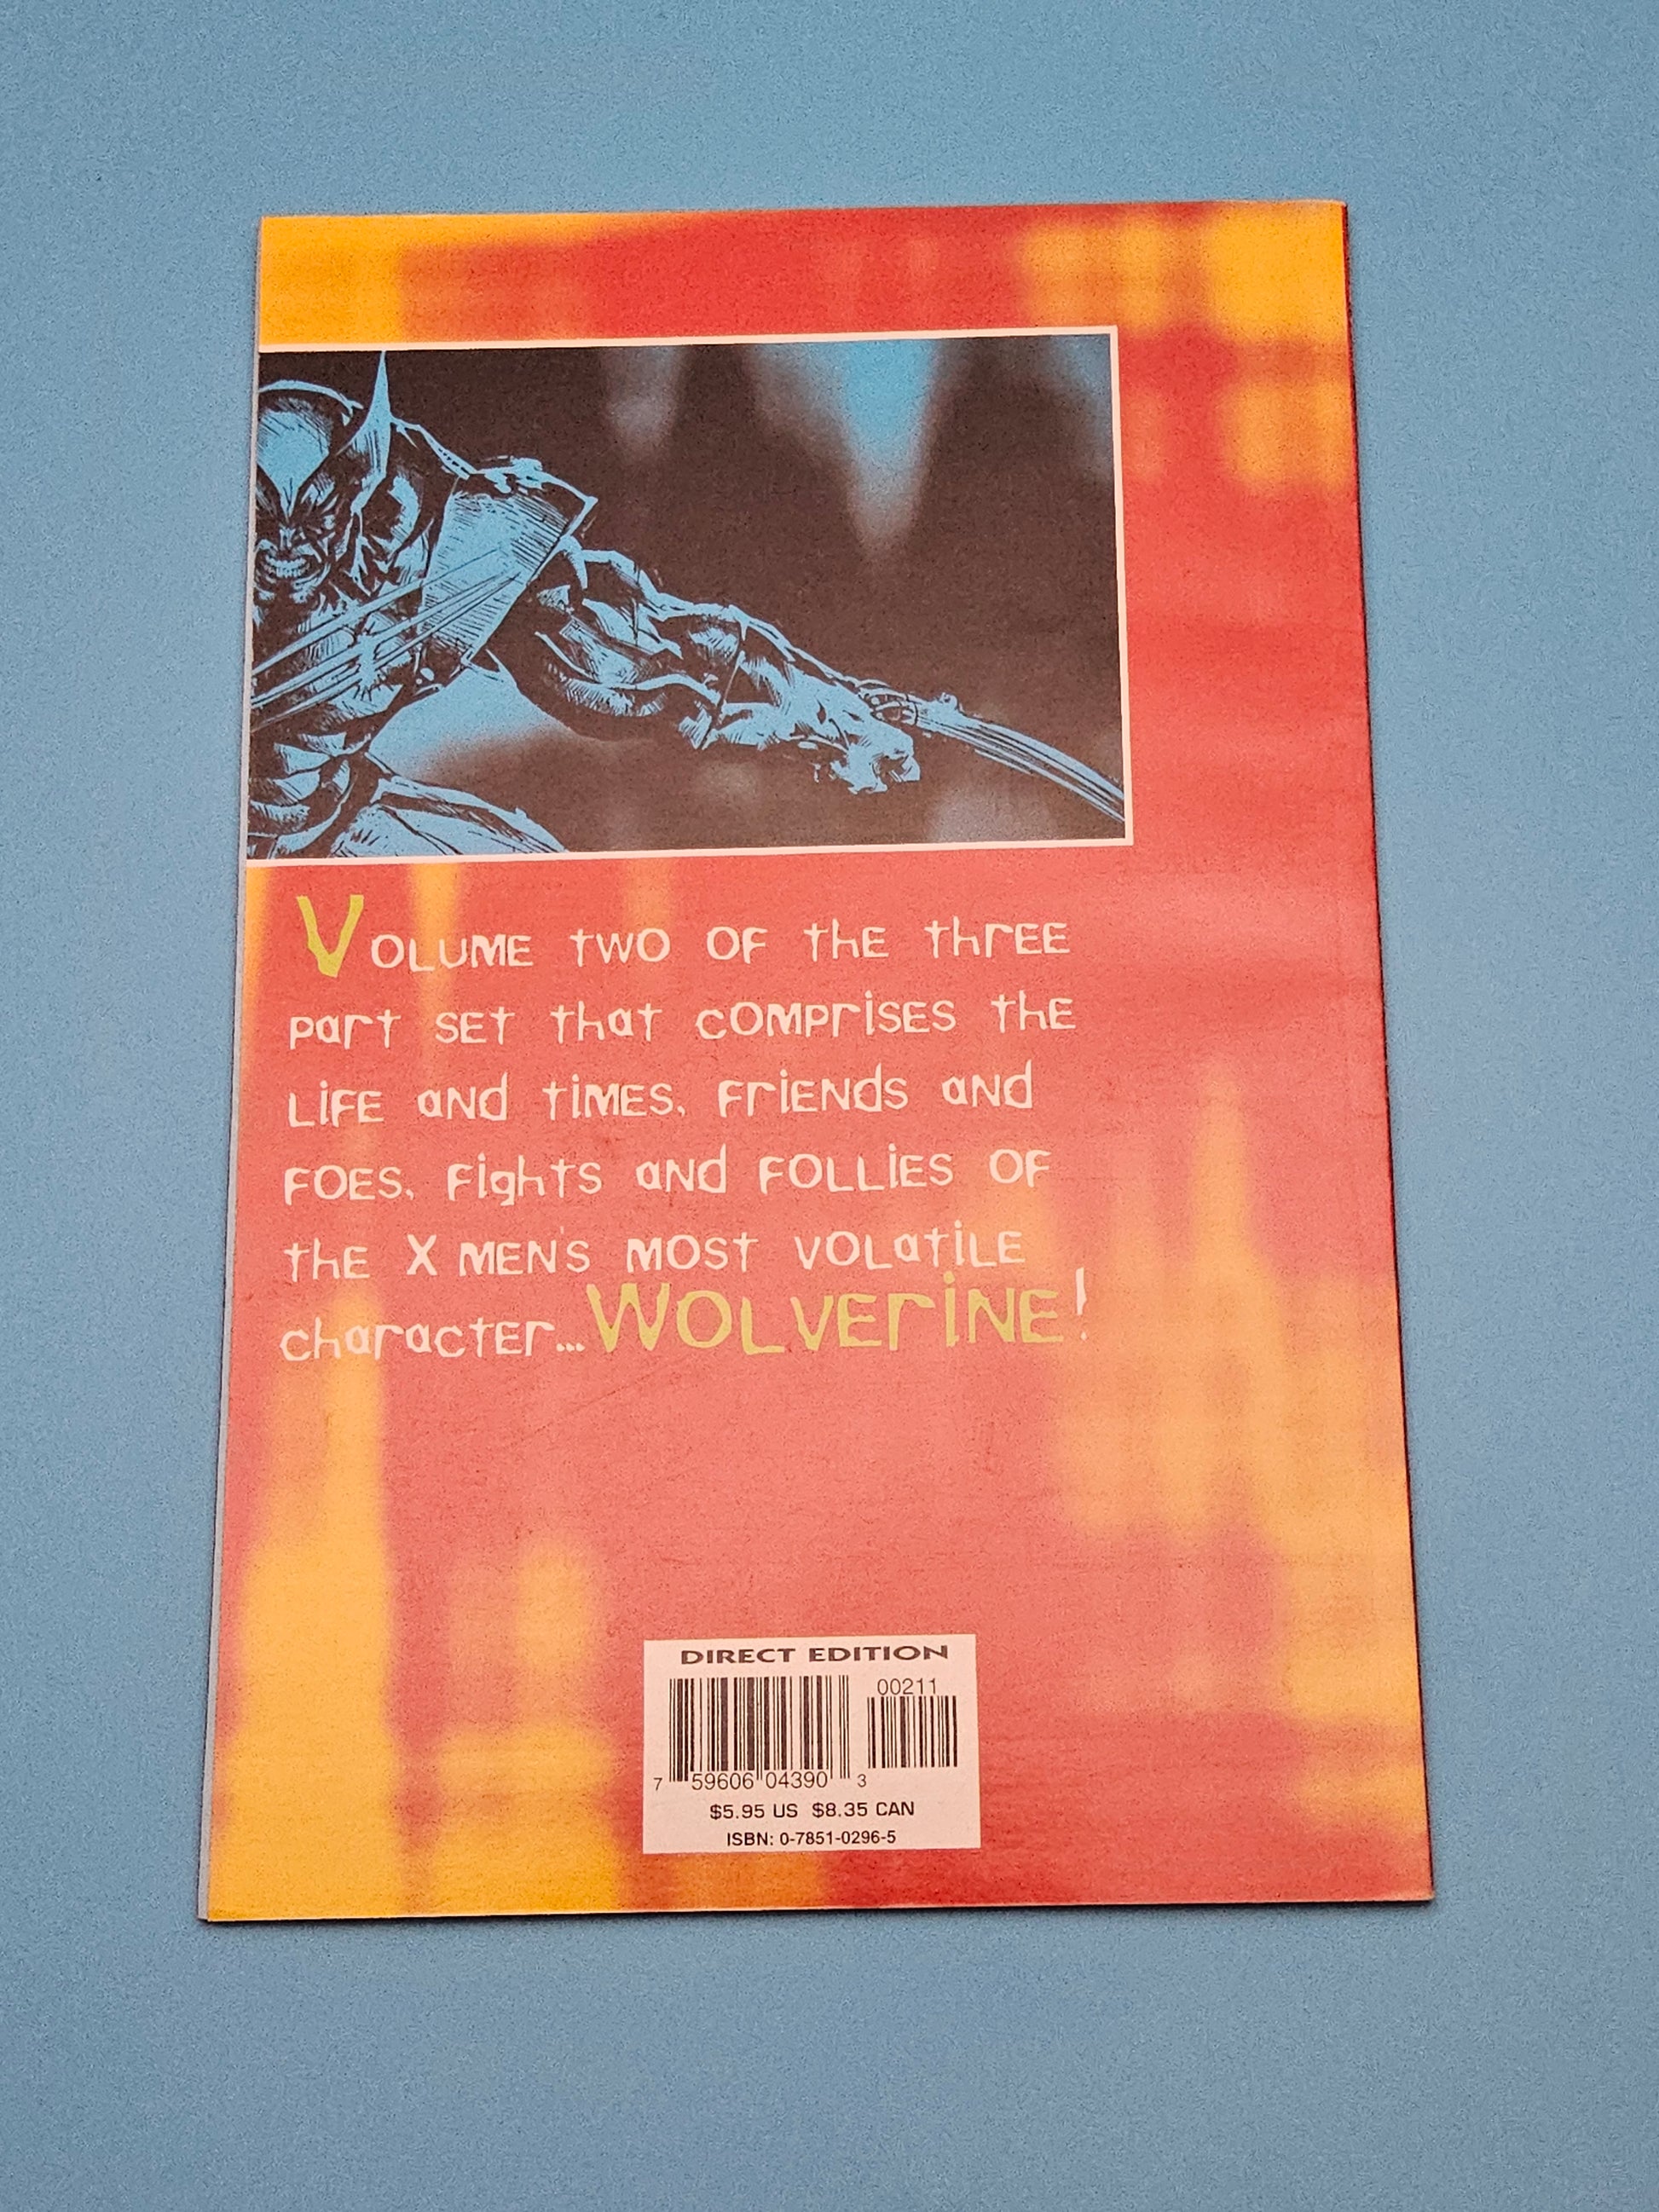 Volume two of the three
part set that comprises the
life and times, friends and
foes, fights and follies of
the X Men's most volatile
character...Wolverine!
DIRECT EDITION
00211
7 59606 04390 3
$5.95 US $8.35 CAN
ISBN: 0-7851-0296-5